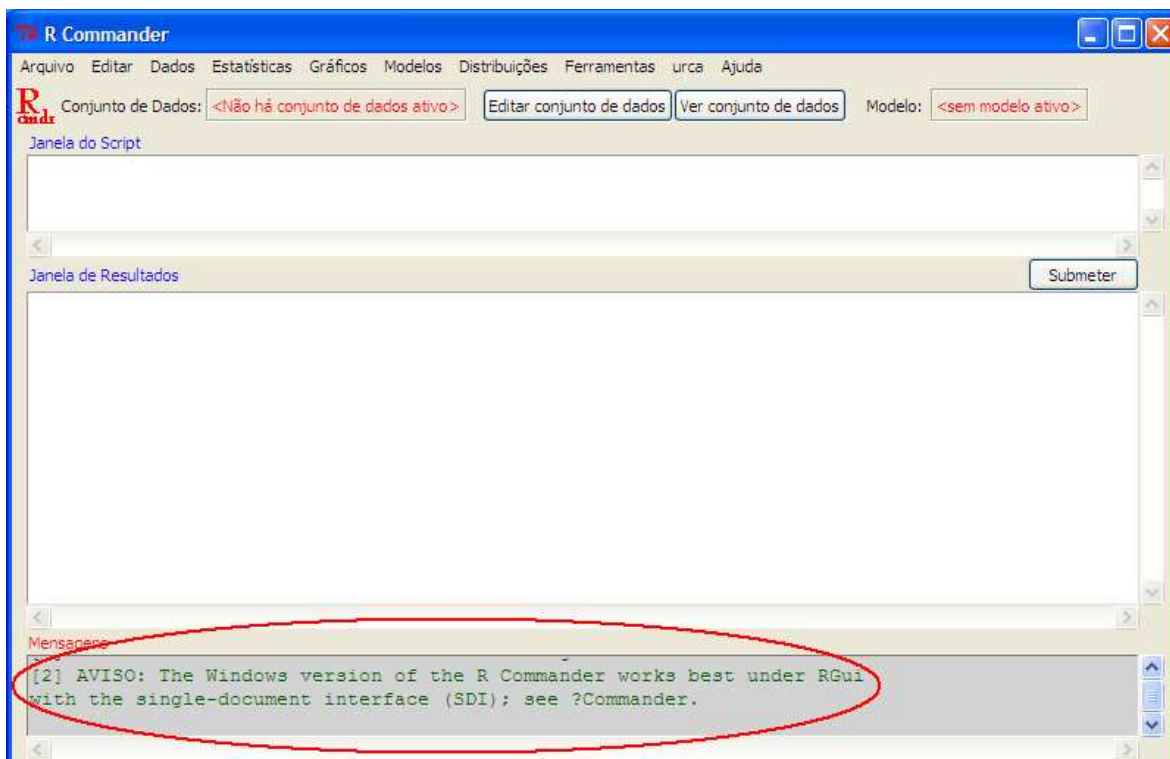 R Commander
Arquivo Editar Dados Estatísticas Gráficos Modelos Distribuições Ferramentas urca Ajuda
R cmdr Conjunto de Dados: <Não há conjunto de dados ativo> Editar conjunto de dados Ver conjunto de dados Modelo: <sem modelo ativo>
Janela do Script
Janela de Resultados Submeter
Mensagens
[2] AVISO: The Windows version of the R Commander works best under RGui
with the single-document interface (SDI); see ?Commander.